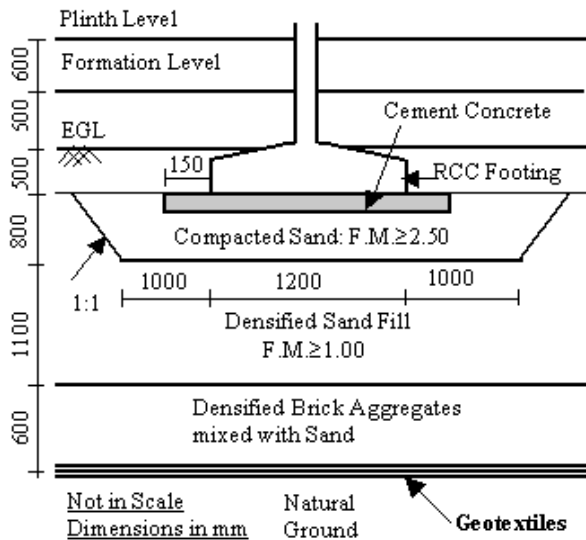 Plinth Level
600
Formation Level
500
Cement Concrete
EGL
150
500
RCC Footing
Compacted Sand: F.M.≥2.50
800
1:1
1000
1200
1000
Densified Sand Fill
F.M.≥1.00
1100
Densified Brick Aggregates
mixed with Sand
600
Not in Scale
Dimensions in mm
Natural
Ground
Geotextiles